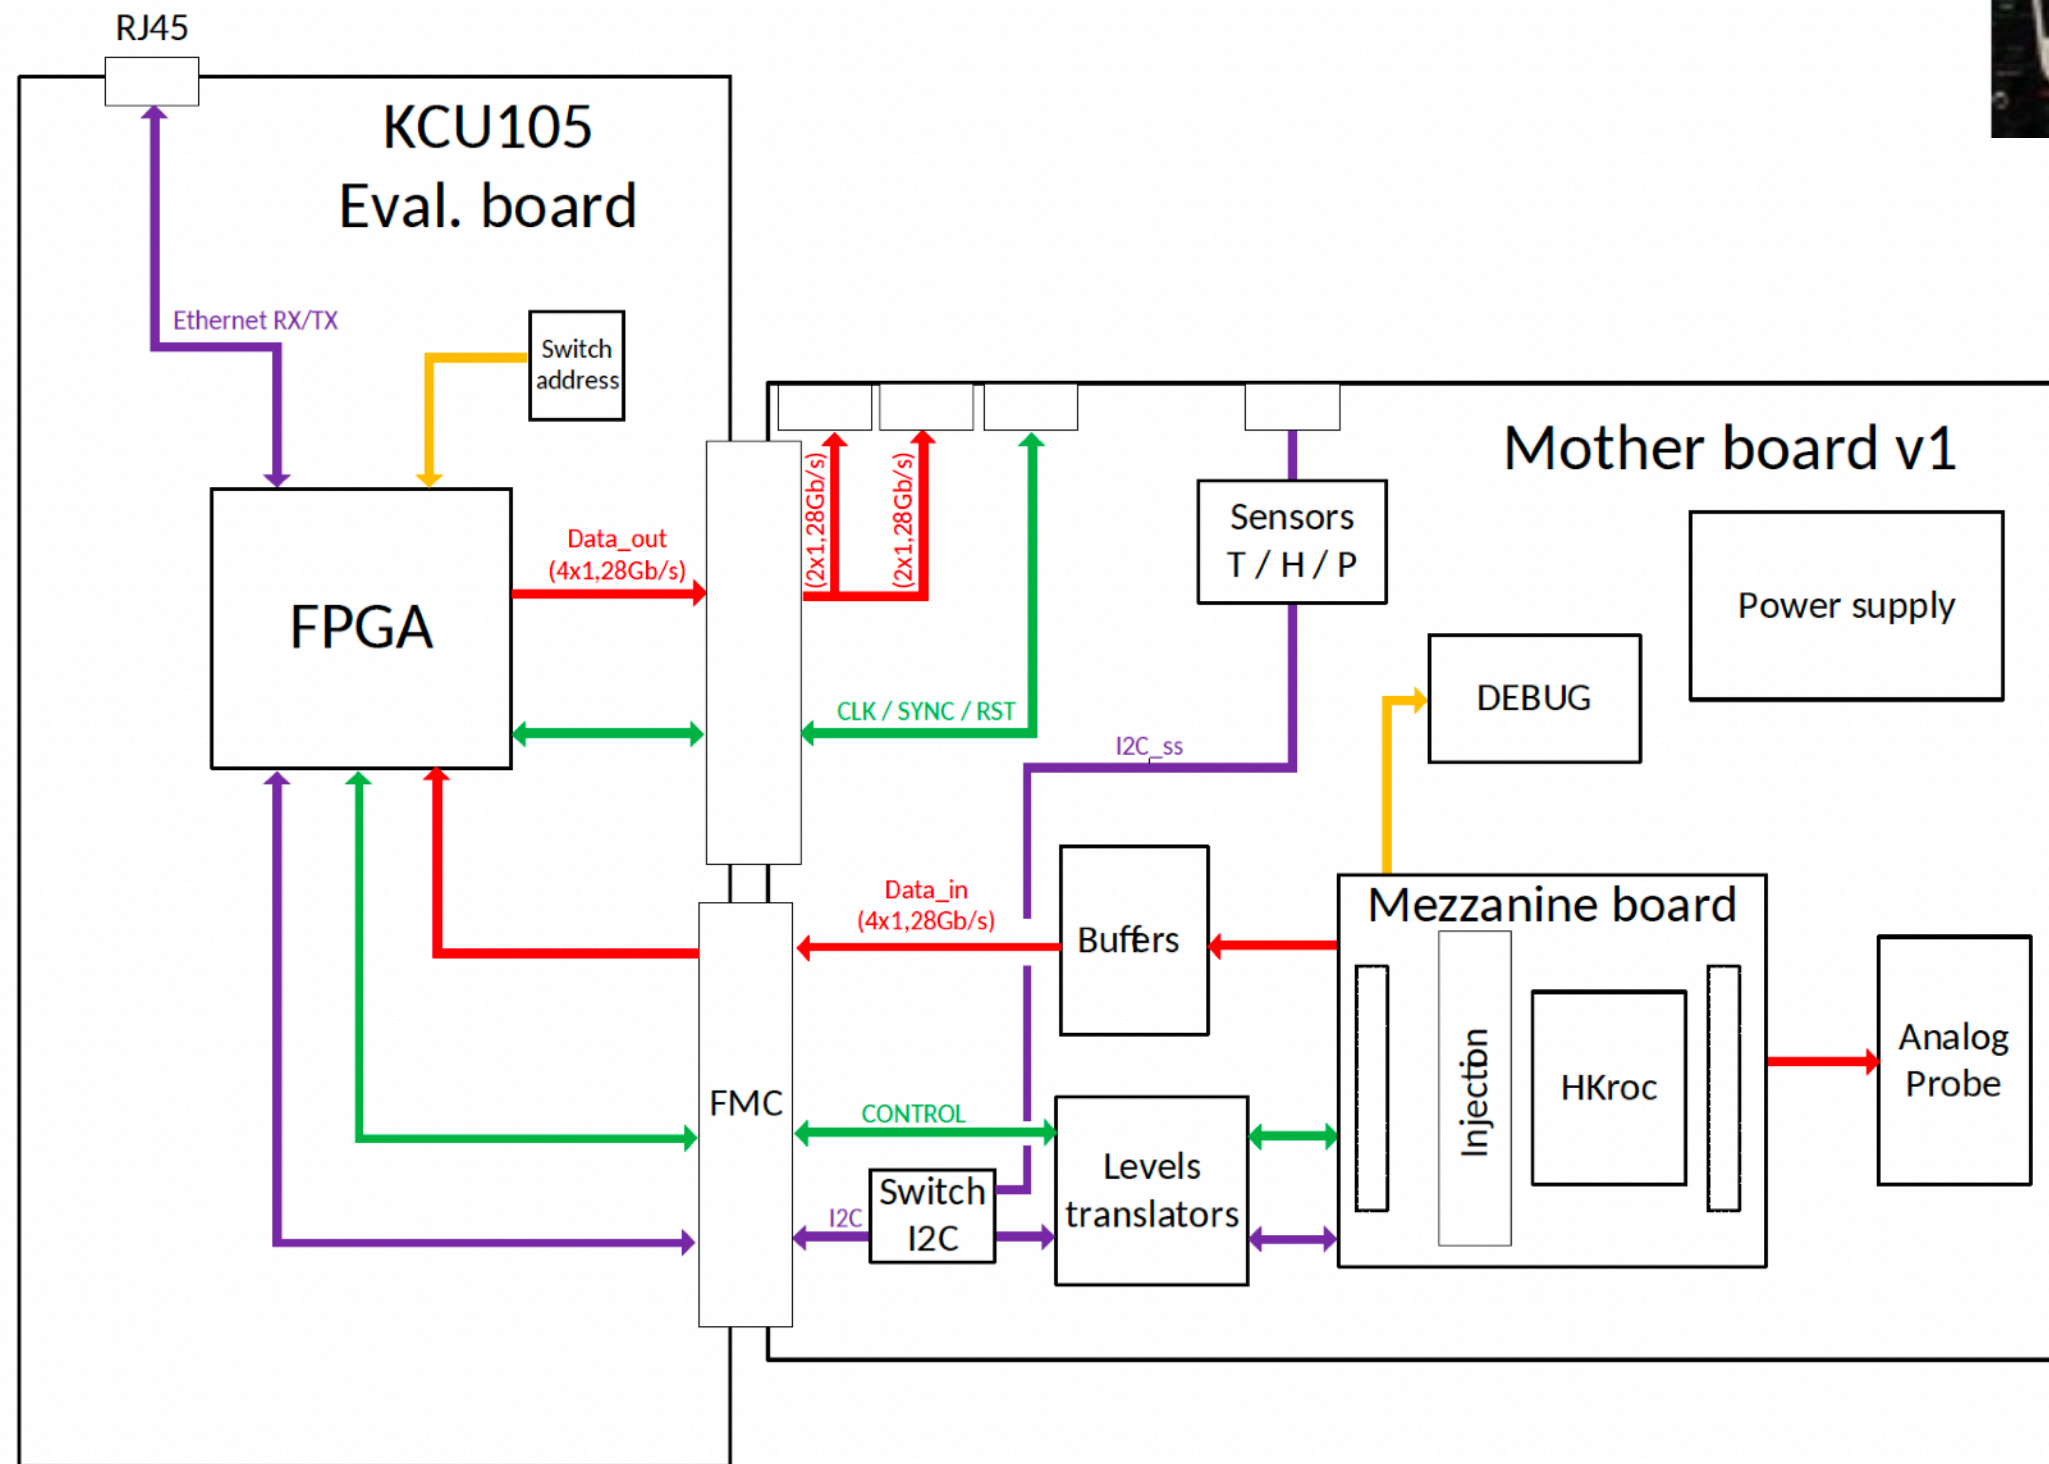 RJ45
KCU105
Eval. board
Ethernet RX/TX
Switch
address
FPGA
Data_out
(4x1,28Gb/s)
(2x1,28Gb/s)
(2x1,28Gb/s)
CLK / SYNC / RST
Mother board v1
Sensors
T / H / P
Power supply
DEBUG
I2C_ss
Data_in
(4x1,28Gb/s)
Buffers
Mezzanine board
Injection
HKroc
Analog
Probe
FMC
CONTROL
Levels
translators
Switch
I2C
I2C